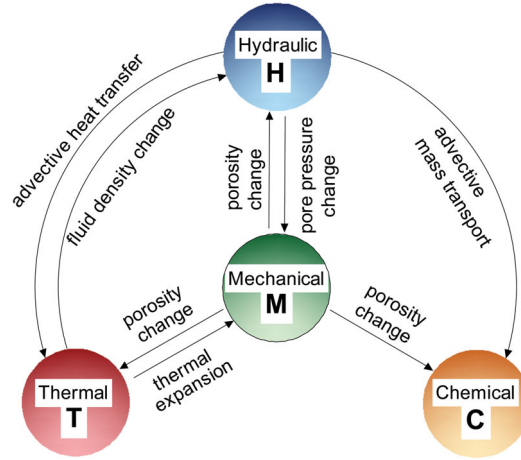 Hydraulic
H
advective heat transfer
fluid density change
porosity
change
pore pressure
change
advective
mass transport
Mechanical
M
porosity
change
thermal
expansion
porosity
change
Thermal
T
Chemical
C